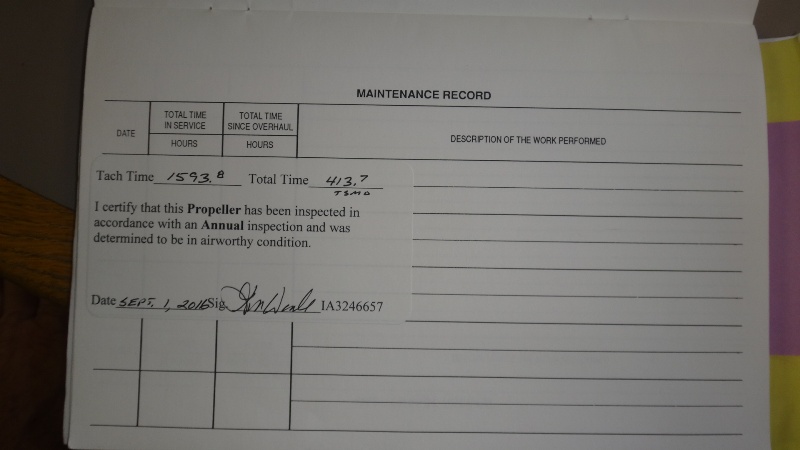 MAINTENANCE RECORD
DATE
TOTAL TIME IN SERVICE
HOURS
TOTAL TIME SINCE OVERHAUL
HOURS
DESCRIPTION OF THE WORK PERFORMED
Tach Time 1593.8 Total Time 413.7
TSMO
I certify that this Propeller has been inspected in
accordance with an Annual inspection and was
determined to be in airworthy condition.
Date SEPT. 1, 2016 Sig. IA3246657